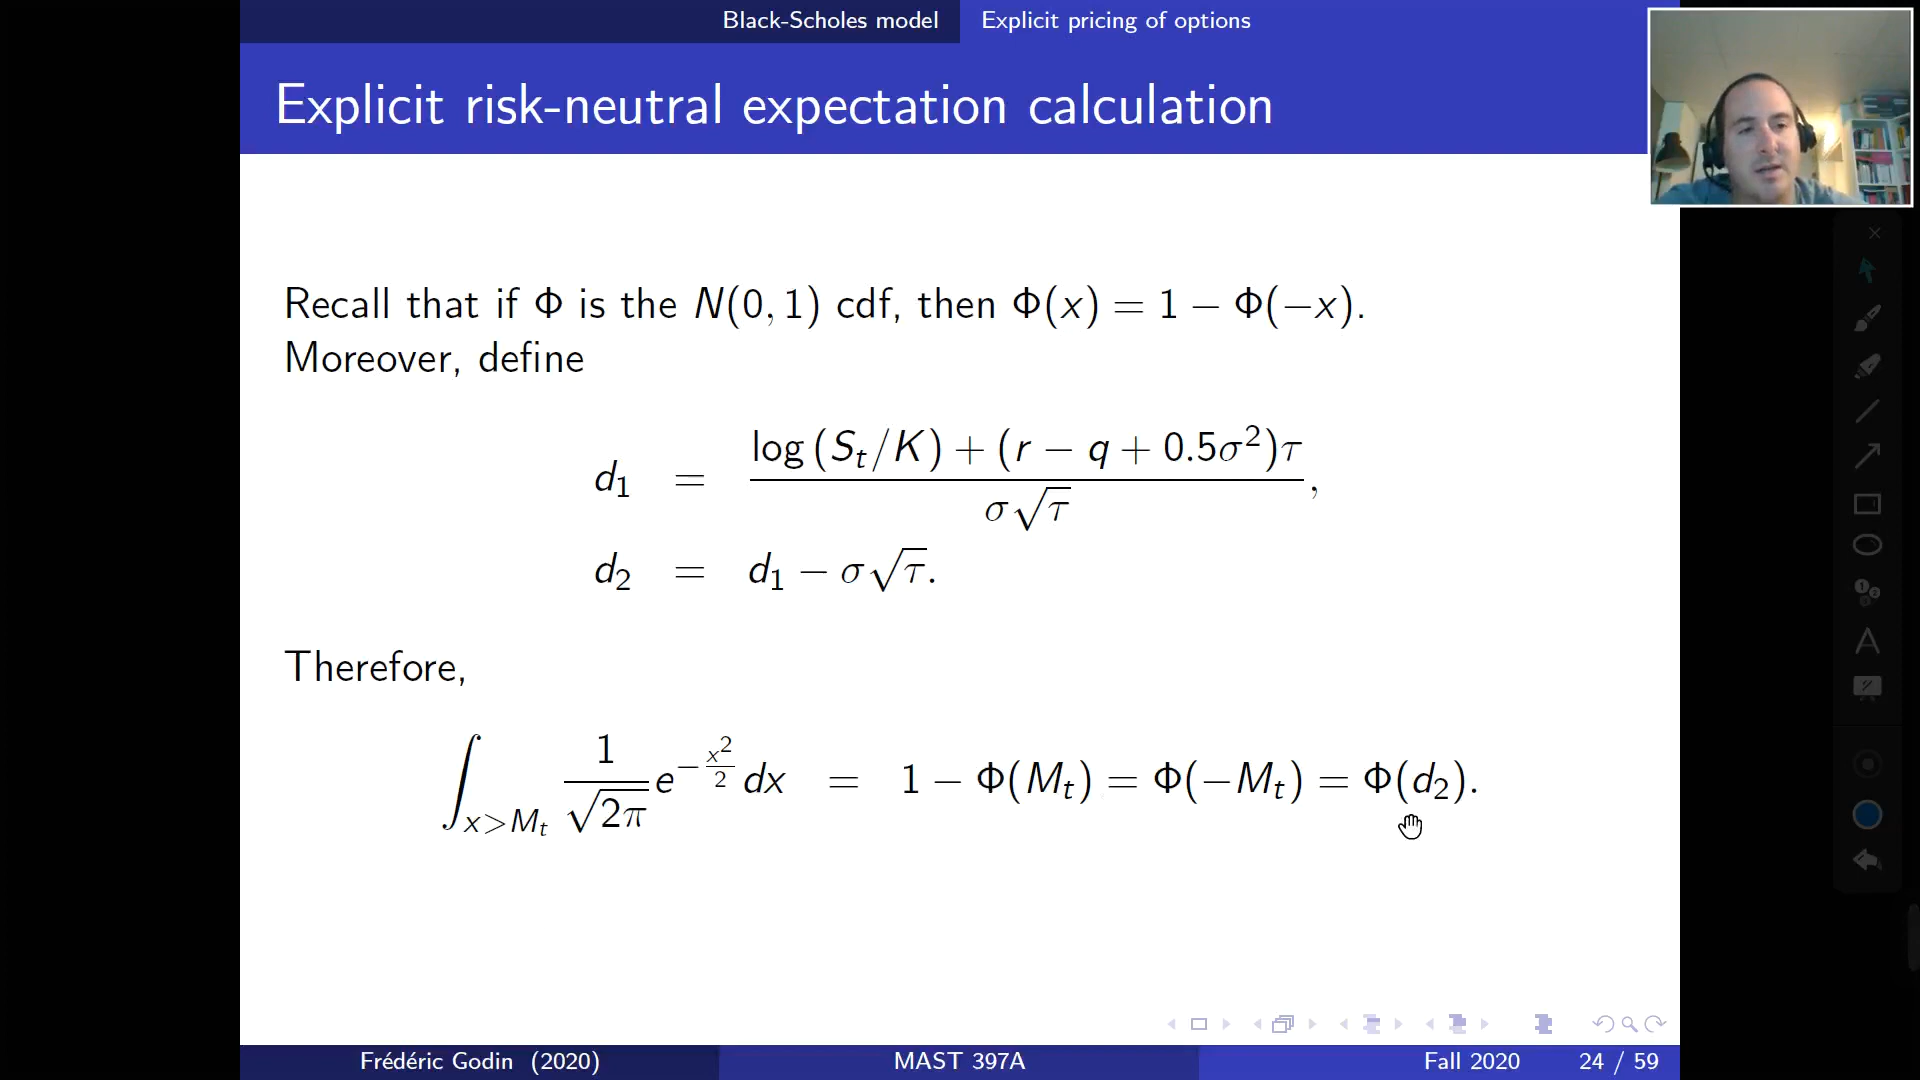 Black-Scholes model Explicit pricing of options
Explicit risk-neutral expectation calculation
Recall that if Φ is the N(0, 1) cdf, then Φ(x) = 1 − Φ(−x).
Moreover, define
d₁ = (log (Sₜ/K) + (r − q + 0.5σ²)τ) / (σ√τ),
d₂ = d₁ − σ√τ.
Therefore,
∫_{x>Mₜ} (1/√(2π)) e^{−x²/2} dx = 1 − Φ(Mₜ) = Φ(−Mₜ) = Φ(d₂).
Frédéric Godin (2020) MAST 397A Fall 2020 24 / 59